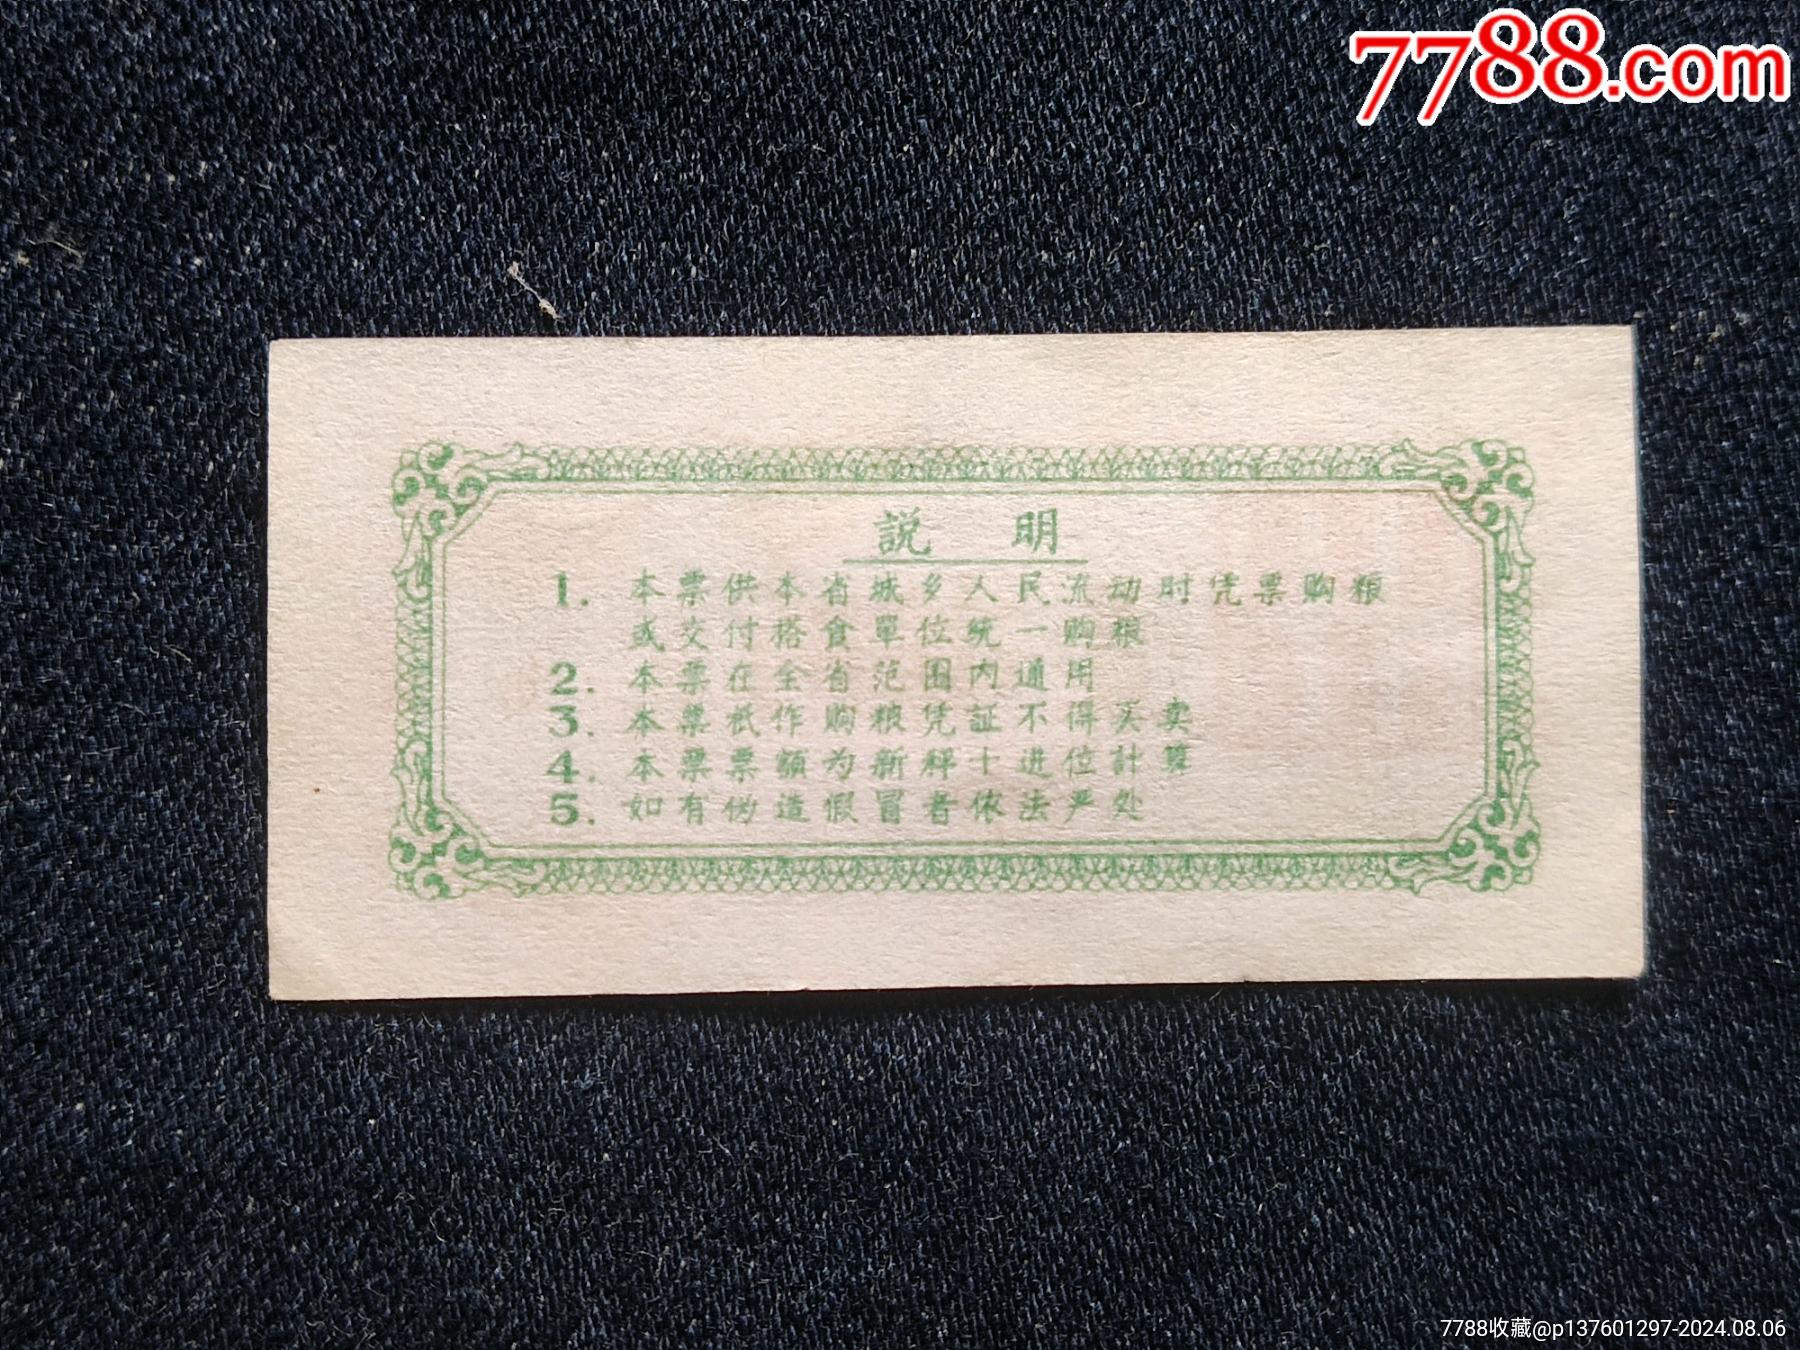 7788.com
説明
1. 本票供本省城乡人民流动时凭票购粮
或交付搭食單位統一购粮
2. 本票在全省范围内通用
3. 本票祇作购粮凭証不得买卖
4. 本票票額为新秤十进位計算
5. 如有伪造假冒者依法严处
7788收藏@p137601297-2024.08.06